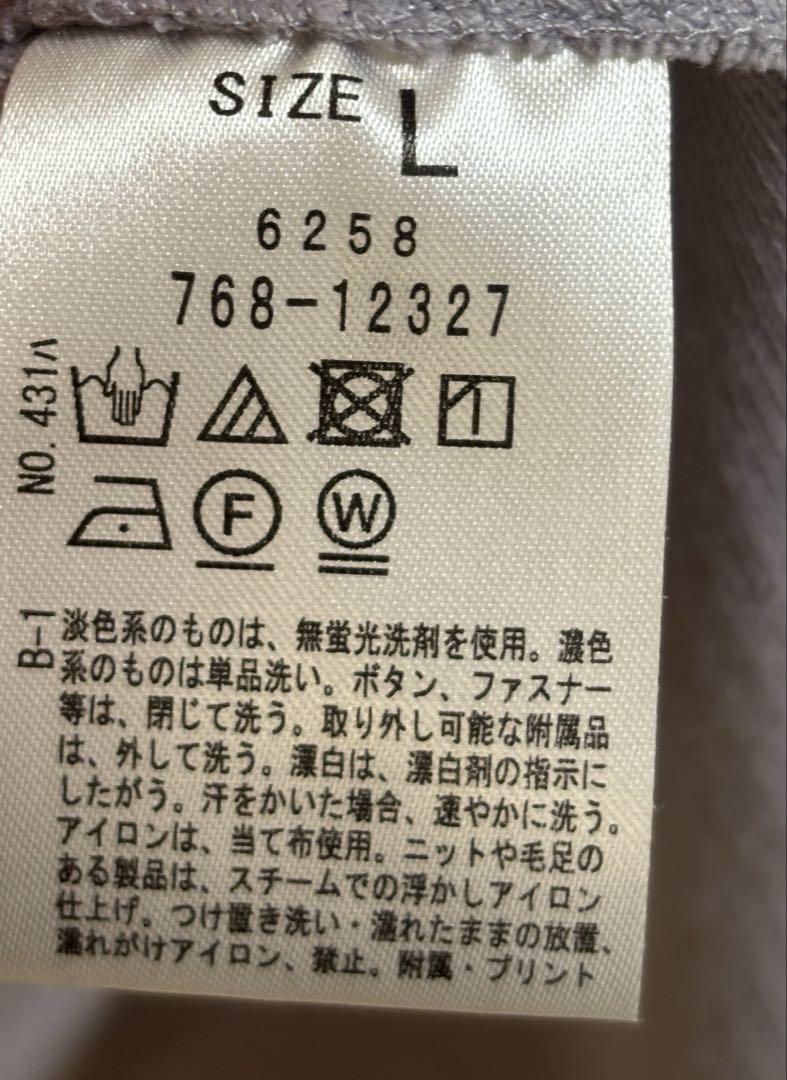 SIZE L
6258
768-12327
NO. 431ハ
F W
B-1
淡色系のものは、無蛍光洗剤を使用。濃色
系のものは単品洗い。ボタン、ファスナー
等は、閉じて洗う。取り外し可能な附属品
は、外して洗う。漂白は、漂白剤の指示に
したがう。汗をかいた場合、速やかに洗う。
アイロンは、当て布使用。ニットや毛足の
ある製品は、スチームでの浮かしアイロン
仕上げ。つけ置き洗い・濡れたままの放置、
濡れがけアイロン、禁止。附属・プリント